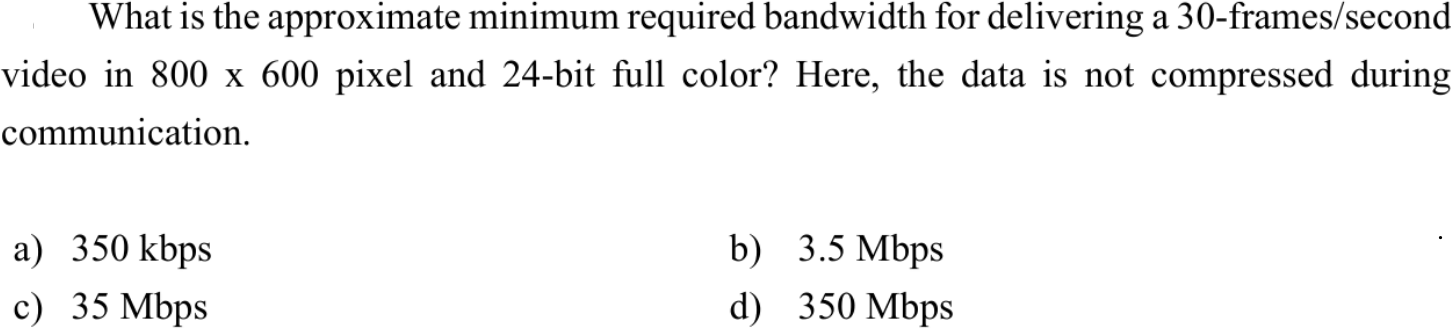 What is the approximate minimum required bandwidth for delivering a 30-frames/second
video in 800 x 600 pixel and 24-bit full color? Here, the data is not compressed during
communication.
a) 350 kbps b) 3.5 Mbps
c) 35 Mbps d) 350 Mbps